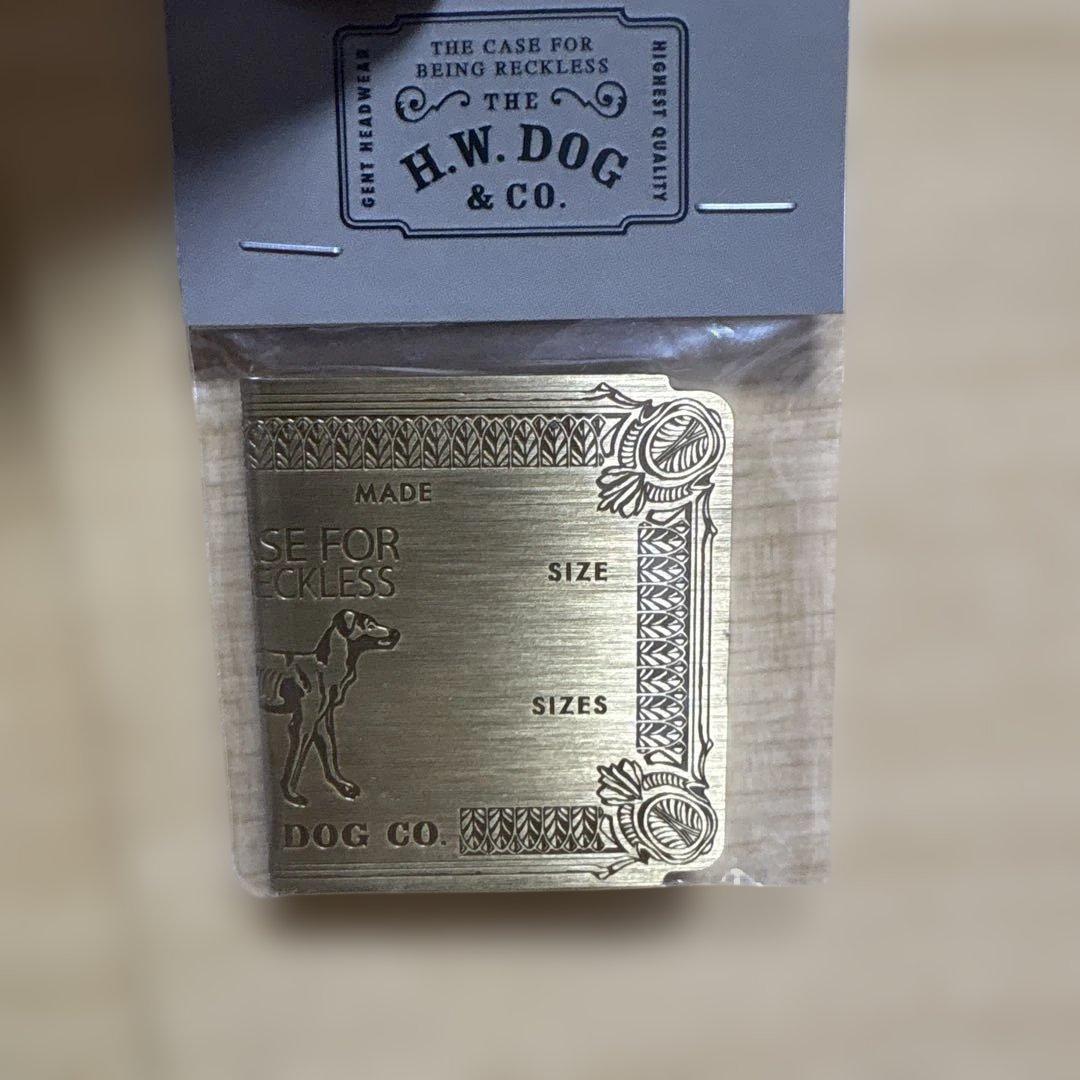 THE CASE FOR
BEING RECKLESS
GENT HEADWEAR
HIGHEST QUALITY
THE
H.W. DOG
& CO.
MADE
SE FOR
ECKLESS
SIZE
SIZES
DOG CO.